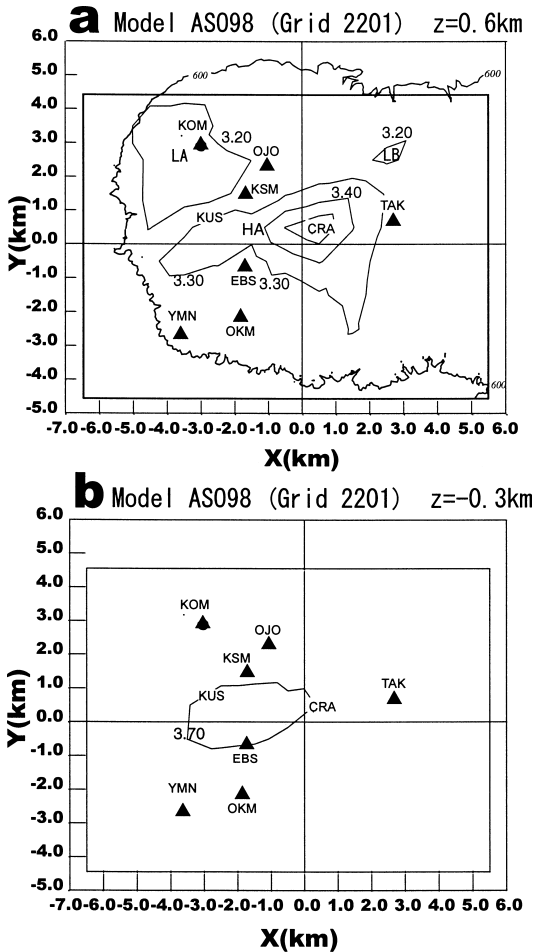 a Model ASO98 (Grid 2201) z=0.6km
6.0
5.0
4.0
3.0
2.0
1.0
0.0
-1.0
-2.0
-3.0
-4.0
-5.0
Y(km)
600
600
KOM
3.20
3.20
LA
OJO
LB
KSM
3.40
TAK
KUS
HA
CRA
3.30
EBS
3.30
YMN
OKM
600
-7.0 -6.0 -5.0 -4.0 -3.0 -2.0 -1.0 0.0 1.0 2.0 3.0 4.0 5.0 6.0
X(km)
b Model ASO98 (Grid 2201) z=-0.3km
6.0
5.0
4.0
3.0
2.0
1.0
0.0
-1.0
-2.0
-3.0
-4.0
-5.0
Y(km)
KOM
OJO
KSM
TAK
KUS
CRA
3.70
EBS
YMN
OKM
-7.0 -6.0 -5.0 -4.0 -3.0 -2.0 -1.0 0.0 1.0 2.0 3.0 4.0 5.0 6.0
X(km)